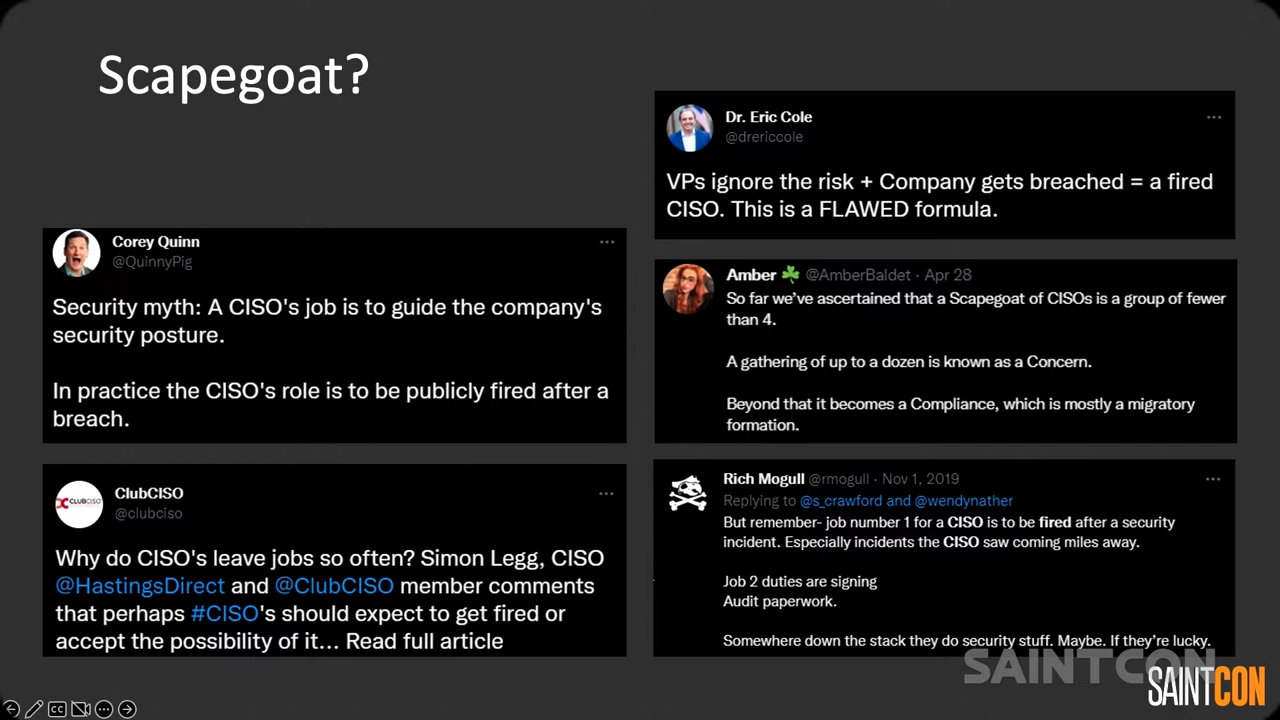 Scapegoat?
Corey Quinn
@QuinnyPig
Security myth: A CISO's job is to guide the company's
security posture.
In practice the CISO's role is to be publicly fired after a
breach.
CLUBCISO
ClubCISO
@clubciso
Why do CISO's leave jobs so often? Simon Legg, CISO
@HastingsDirect and @ClubCISO member comments
that perhaps #CISO's should expect to get fired or
accept the possibility of it... Read full article
Dr. Eric Cole
@drericcole
VPs ignore the risk + Company gets breached = a fired
CISO. This is a FLAWED formula.
Amber ☘ @AmberBaldet · Apr 28
So far we've ascertained that a Scapegoat of CISOs is a group of fewer
than 4.
A gathering of up to a dozen is known as a Concern.
Beyond that it becomes a Compliance, which is mostly a migratory
formation.
Rich Mogull @rmogull · Nov 1, 2019
Replying to @s_crawford and @wendynather
But remember- job number 1 for a CISO is to be fired after a security
incident. Especially incidents the CISO saw coming miles away.
Job 2 duties are signing
Audit paperwork.
Somewhere down the stack they do security stuff. Maybe. If they're lucky.
SAINTCON
SAINTCON
CC